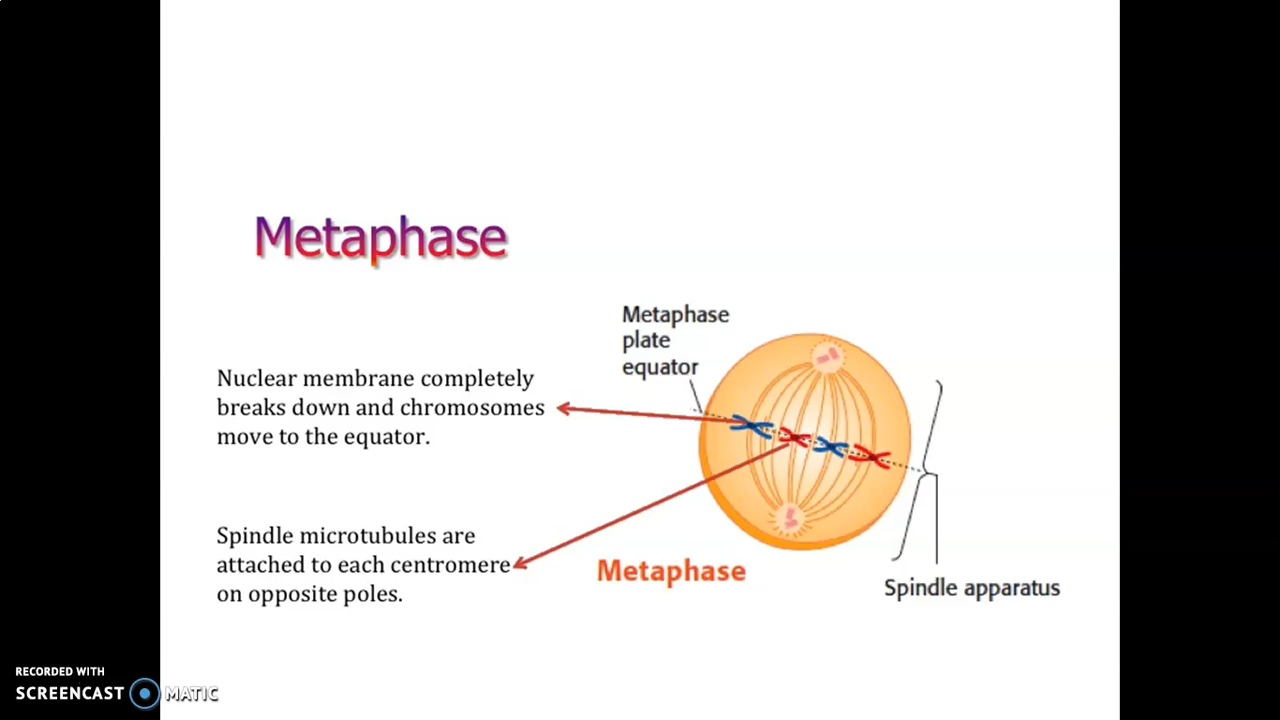 Metaphase
Metaphase
plate
equator
Nuclear membrane completely
breaks down and chromosomes
move to the equator.
Spindle microtubules are
attached to each centromere
on opposite poles.
Metaphase
Spindle apparatus
RECORDED WITH
SCREENCAST MATIC